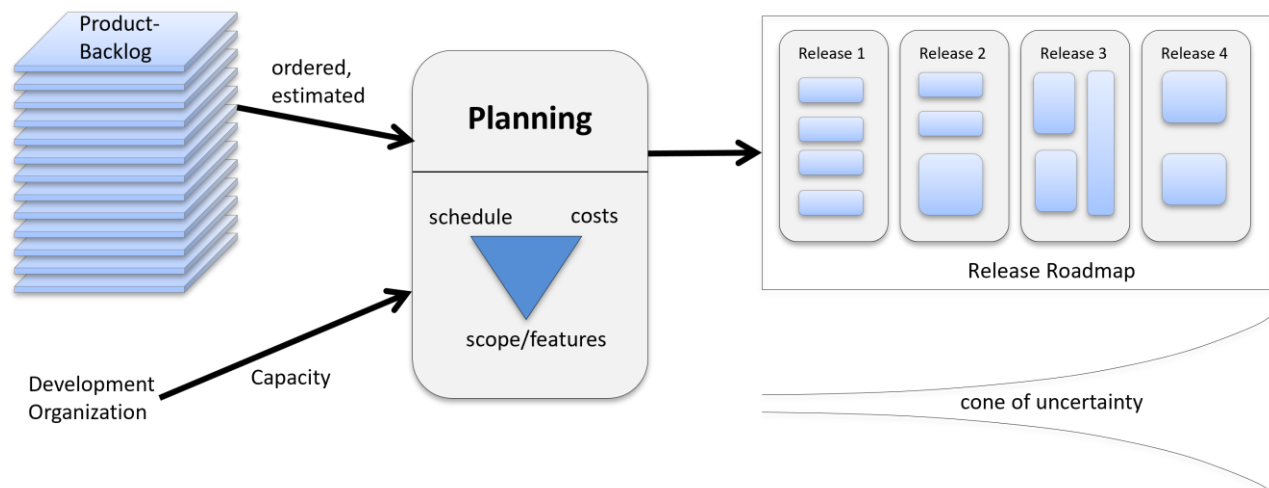 Product-
Backlog
ordered,
estimated
Planning
schedule
costs
scope/features
Development
Organization
Capacity
Release 1
Release 2
Release 3
Release 4
Release Roadmap
cone of uncertainty